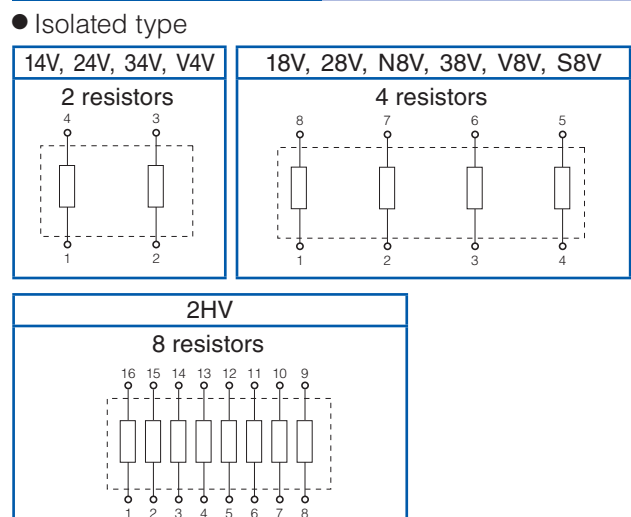 ● Isolated type
14V, 24V, 34V, V4V
2 resistors
4 3
1 2
18V, 28V, N8V, 38V, V8V, S8V
4 resistors
8 7 6 5
1 2 3 4
2HV
8 resistors
16 15 14 13 12 11 10 9
1 2 3 4 5 6 7 8